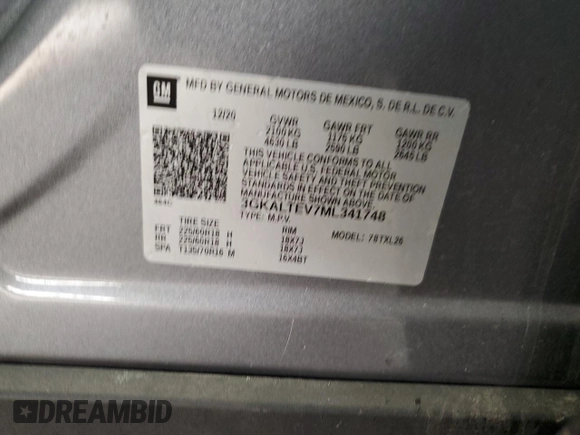 GM
MFD BY GENERAL MOTORS DE MEXICO, S. DE R.L. DE C.V.
12/20 GVWR GAWR FRT GAWR RR
2100 KG 1175 KG 1200 KG
4630 LB 2590 LB 2645 LB
THIS VEHICLE CONFORMS TO ALL
APPLICABLE U.S. FEDERAL MOTOR
VEHICLE SAFETY AND THEFT PREVENTION
STANDARDS IN EFFECT ON THE DATE OF
MANUFACTURE SHOWN ABOVE.
3GKALTEV7ML341748
TYPE: M.P.V. MODEL: 78TXL26
TIRE SIZE RIM
FRT 225/60R18 H 18X7J
RR 225/60R18 H 18X7J
SPA T135/70R16 M 16X4BT
DREAMBID